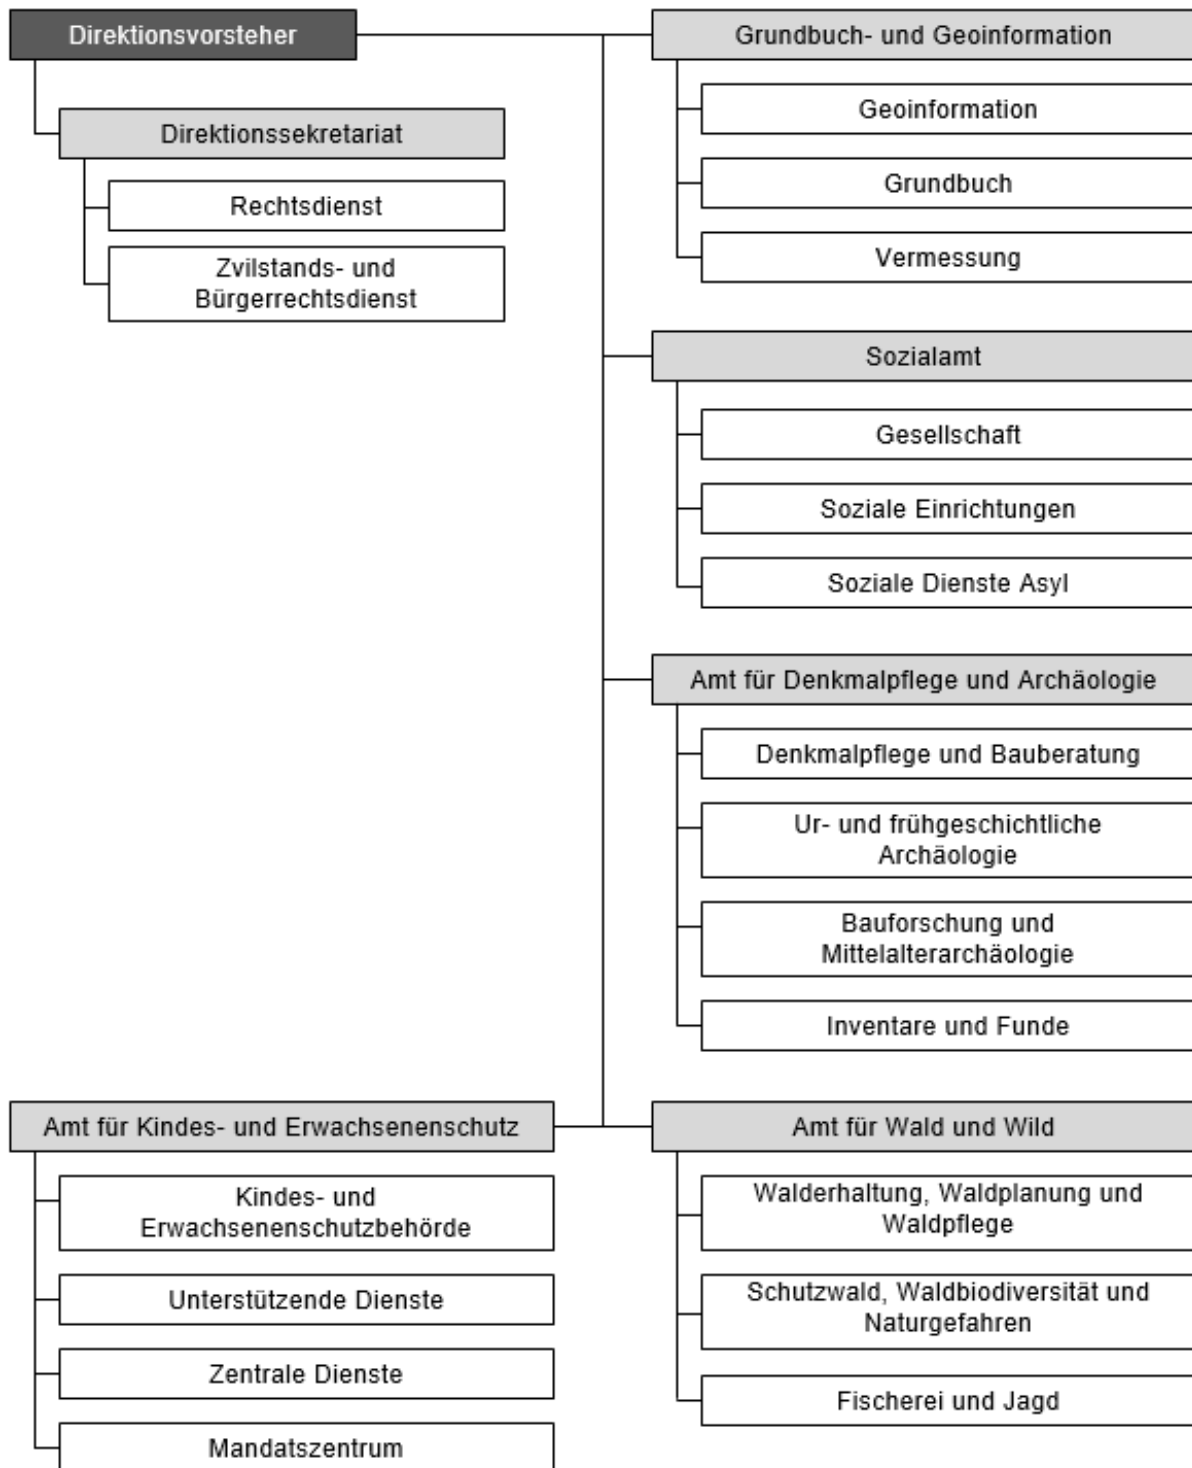 Direktionsvorsteher
Direktionssekretariat
Rechtsdienst
Zvilstands- und
Bürgerrechtsdienst
Grundbuch- und Geoinformation
Geoinformation
Grundbuch
Vermessung
Sozialamt
Gesellschaft
Soziale Einrichtungen
Soziale Dienste Asyl
Amt für Denkmalpflege und Archäologie
Denkmalpflege und Bauberatung
Ur- und frühgeschichtliche
Archäologie
Bauforschung und
Mittelalterarchäologie
Inventare und Funde
Amt für Kindes- und Erwachsenenschutz
Kindes- und
Erwachsenenschutzbehörde
Unterstützende Dienste
Zentrale Dienste
Mandatszentrum
Amt für Wald und Wild
Walderhaltung, Waldplanung und
Waldpflege
Schutzwald, Waldbiodiversität und
Naturgefahren
Fischerei und Jagd